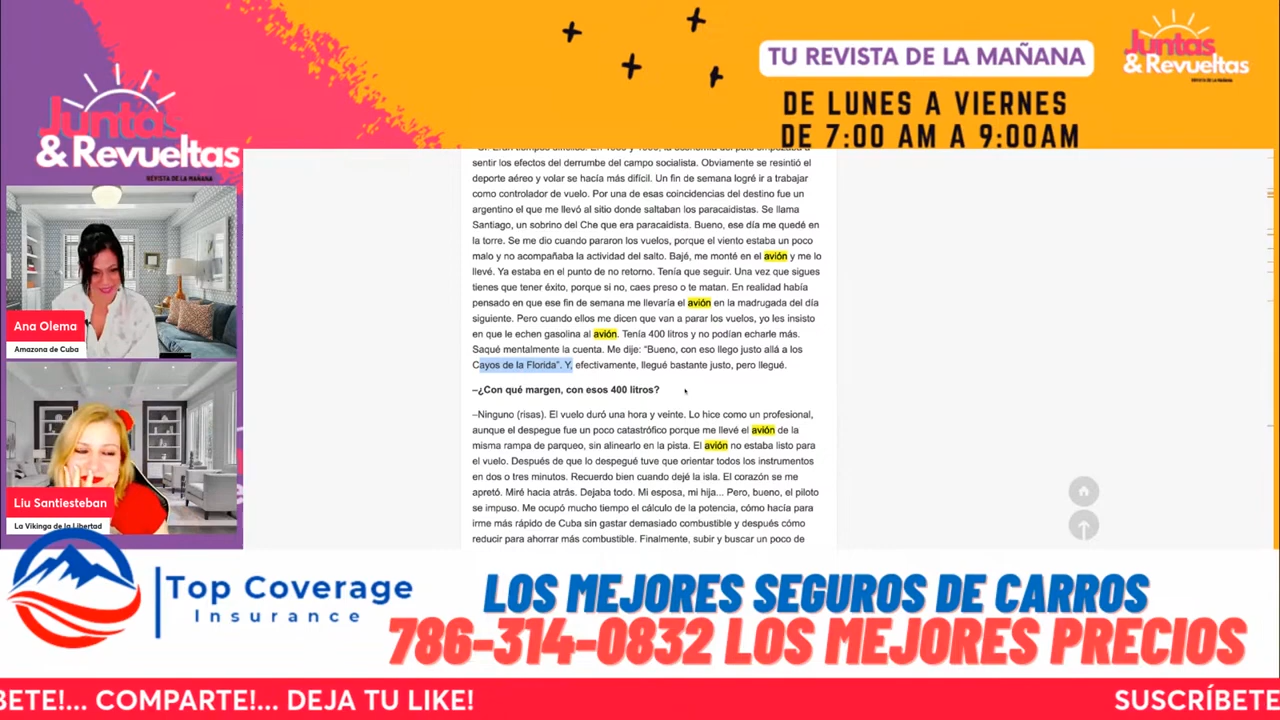 TU REVISTA DE LA MAÑANA
Juntas
& Revueltas
DE LUNES A VIERNES
DE 7:00 AM A 9:00AM
Juntas
& Revueltas
REVISTA DE LA MAÑANA
sentir los efectos del derrumbe del campo socialista. Obviamente se resintió el
deporte aéreo y volar se hacía más difícil. Un fin de semana logré ir a trabajar
como controlador de vuelo. Por una de esas coincidencias del destino fue un
argentino el que me llevó al sitio donde saltaban los paracaidistas. Se llama
Santiago, un sobrino del Che que era paracaidista. Bueno, ese día me quedé en
la torre. Se me dio cuando pararon los vuelos, porque el viento estaba un poco
malo y no acompañaba la actividad del salto. Bajé, me monté en el avión y me lo
llevé. Ya estaba en el punto de no retorno. Tenía que seguir. Una vez que sigues
tienes que tener éxito, porque si no, caes preso o te matan. En realidad había
pensado en que ese fin de semana me llevaría el avión en la madrugada del día
siguiente. Pero cuando ellos me dicen que van a parar los vuelos, yo les insisto
en que le echen gasolina al avión. Tenía 400 litros y no podían echarle más.
Saqué mentalmente la cuenta. Me dije: “Bueno, con eso llego justo allá a los
Cayos de la Florida”. Y, efectivamente, llegué bastante justo, pero llegué.
–¿Con qué margen, con esos 400 litros?
–Ninguno (risas). El vuelo duró una hora y veinte. Lo hice como un profesional,
aunque el despegue fue un poco catastrófico porque me llevé el avión de la
misma rampa de parqueo, sin alinearlo en la pista. El avión no estaba listo para
el vuelo. Después de que lo despegué tuve que orientar todos los instrumentos
en dos o tres minutos. Recuerdo bien cuando dejé la isla. El corazón se me
apretó. Miré hacia atrás. Dejaba todo. Mi esposa, mi hija... Pero, bueno, el piloto
se impuso. Me ocupó mucho tiempo el cálculo de la potencia, cómo hacía para
irme más rápido de Cuba sin gastar demasiado combustible y después cómo
reducir para ahorrar más combustible. Finalmente, subir y buscar un poco de
Ana Olema
Amazona de Cuba
Liu Santiesteban
La Vikinga de la Libertad
Top Coverage
Insurance
LOS MEJORES SEGUROS DE CARROS
786-314-0832 LOS MEJORES PRECIOS
BETE!... COMPARTE!... DEJA TU LIKE!
SUSCRÍBETE